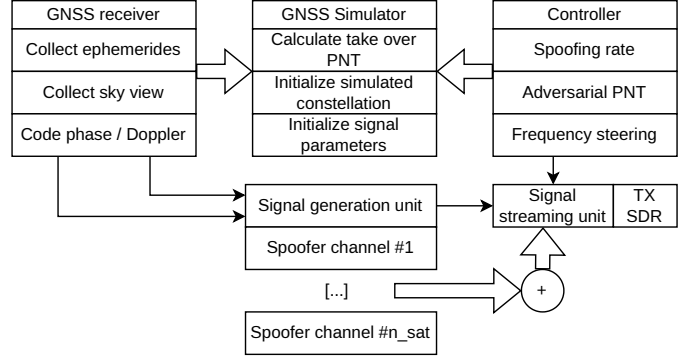 GNSS receiver
Collect ephemerides
Collect sky view
Code phase / Doppler
GNSS Simulator
Calculate take over
PNT
Initialize simulated
constellation
Initialize signal
parameters
Controller
Spoofing rate
Adversarial PNT
Frequency steering
Signal generation unit
Spoofer channel #1
[...]
Spoofer channel #n_sat
Signal
streaming unit
TX
SDR
+